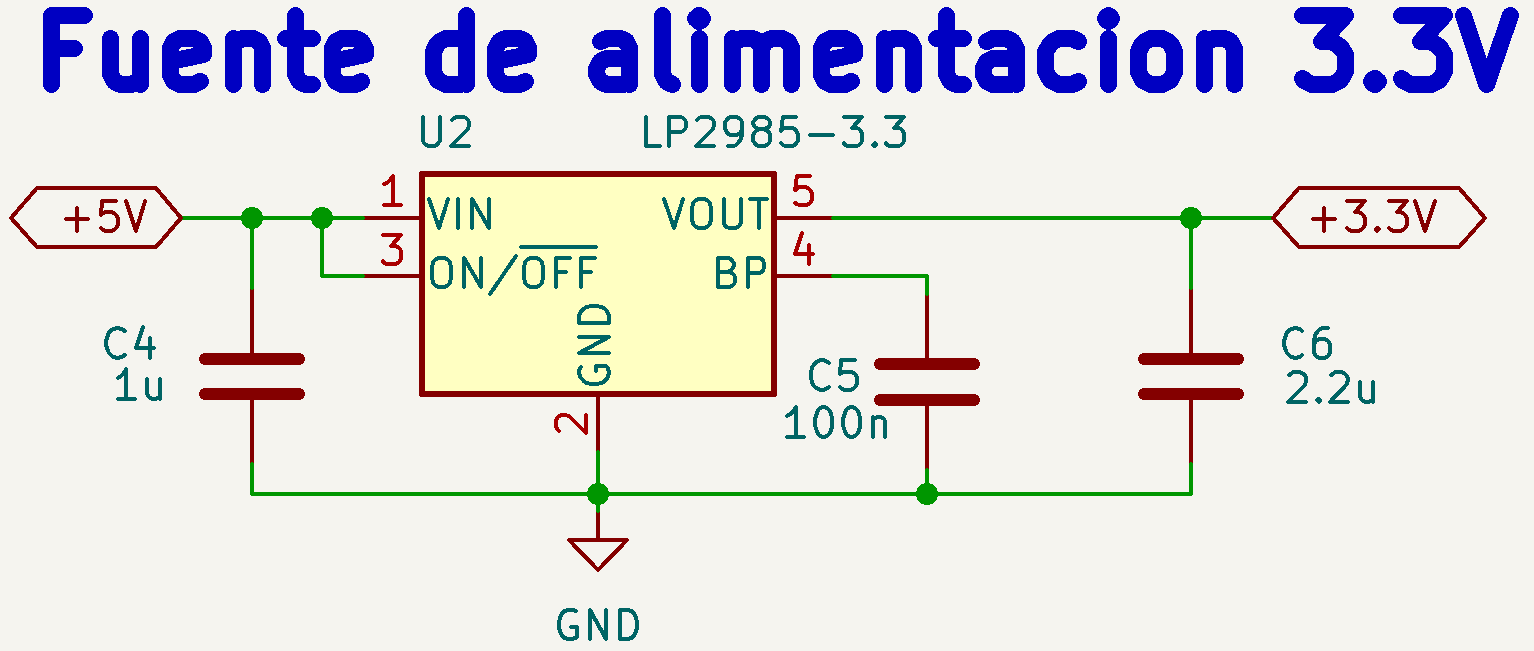 Fuente de alimentacion 3.3V
U2 LP2985-3.3
+5V 1 VIN VOUT 5 +3.3V
3 ON/OFF BP 4
GND
2
C4
1u
C5
100n
C6
2.2u
GND